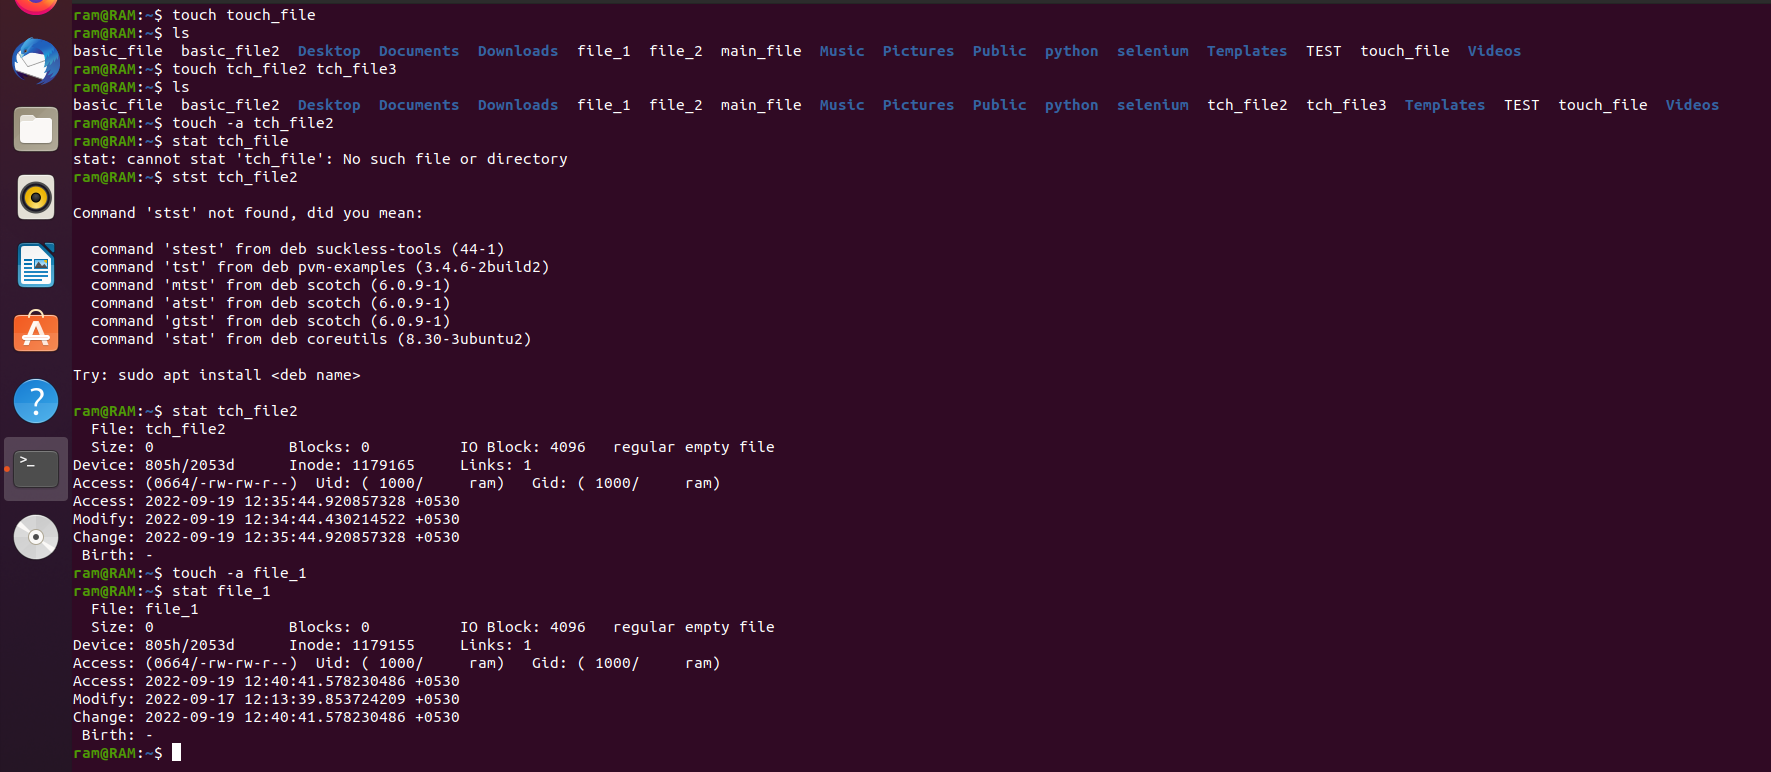 ram@RAM:~$ touch touch_file
ram@RAM:~$ ls
basic_file  basic_file2  Desktop  Documents  Downloads  file_1  file_2  main_file  Music  Pictures  Public  python  selenium  Templates  TEST  touch_file  Videos
ram@RAM:~$ touch tch_file2 tch_file3
ram@RAM:~$ ls
basic_file  basic_file2  Desktop  Documents  Downloads  file_1  file_2  main_file  Music  Pictures  Public  python  selenium  tch_file2  tch_file3  Templates  TEST  touch_file  Videos
ram@RAM:~$ touch -a tch_file2
ram@RAM:~$ stat tch_file
stat: cannot stat 'tch_file': No such file or directory
ram@RAM:~$ stst tch_file2

Command 'stst' not found, did you mean:

  command 'stest' from deb suckless-tools (44-1)
  command 'tst' from deb pvm-examples (3.4.6-2build2)
  command 'mtst' from deb scotch (6.0.9-1)
  command 'atst' from deb scotch (6.0.9-1)
  command 'gtst' from deb scotch (6.0.9-1)
  command 'stat' from deb coreutils (8.30-3ubuntu2)

Try: sudo apt install <deb name>

ram@RAM:~$ stat tch_file2
  File: tch_file2
  Size: 0               Blocks: 0          IO Block: 4096   regular empty file
Device: 805h/2053d      Inode: 1179165     Links: 1
Access: (0664/-rw-rw-r--)  Uid: ( 1000/     ram)   Gid: ( 1000/     ram)
Access: 2022-09-19 12:35:44.920857328 +0530
Modify: 2022-09-19 12:34:44.430214522 +0530
Change: 2022-09-19 12:35:44.920857328 +0530
 Birth: -
ram@RAM:~$ touch -a file_1
ram@RAM:~$ stat file_1
  File: file_1
  Size: 0               Blocks: 0          IO Block: 4096   regular empty file
Device: 805h/2053d      Inode: 1179155     Links: 1
Access: (0664/-rw-rw-r--)  Uid: ( 1000/     ram)   Gid: ( 1000/     ram)
Access: 2022-09-19 12:40:41.578230486 +0530
Modify: 2022-09-17 12:13:39.853724209 +0530
Change: 2022-09-19 12:40:41.578230486 +0530
 Birth: -
ram@RAM:~$